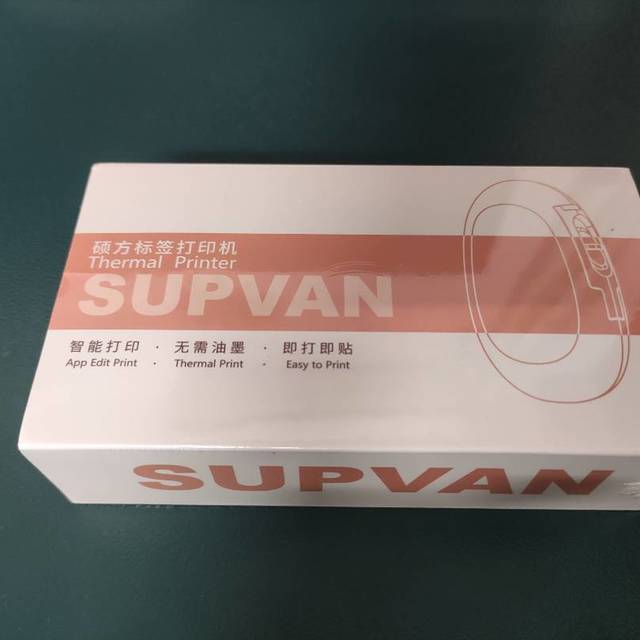 硕方标签打印机
Thermal Printer
SUPVAN
智能打印 · 无需油墨 · 即打即贴
App Edit Print · Thermal Print · Easy to Print
SUPVAN